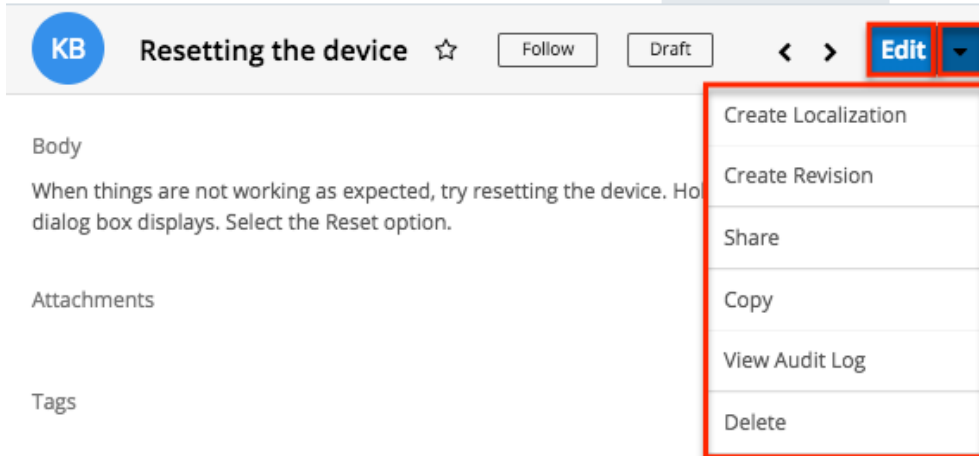 KB Resetting the device Follow Draft Edit
Create Localization
Body
Create Revision
When things are not working as expected, try resetting the device.
dialog box displays. Select the Reset option.
Share
Attachments
Copy
View Audit Log
Tags
Delete